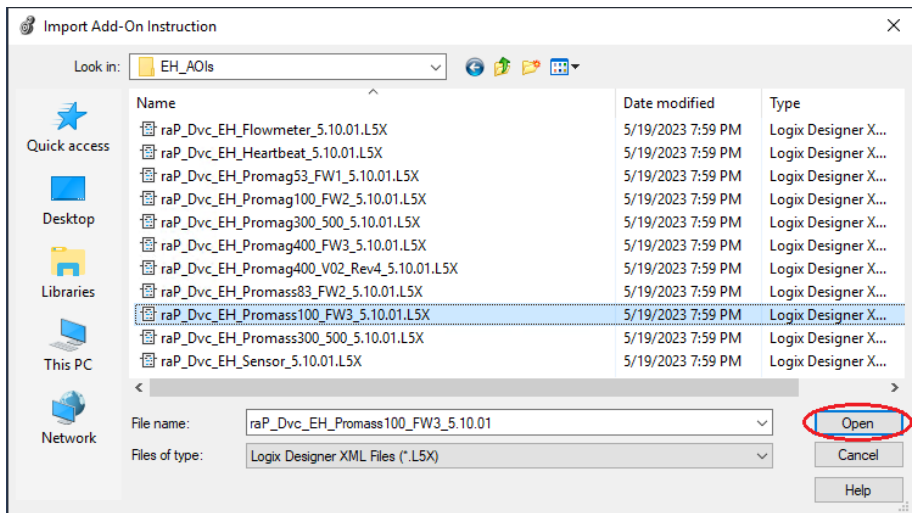 Import Add-On Instruction
Look in: EH_AOIs
Name Date modified Type
raP_Dvc_EH_Flowmeter_5.10.01.L5X 5/19/2023 7:59 PM Logix Designer X...
raP_Dvc_EH_Heartbeat_5.10.01.L5X 5/19/2023 7:59 PM Logix Designer X...
raP_Dvc_EH_Promag53_FW1_5.10.01.L5X 5/19/2023 7:59 PM Logix Designer X...
raP_Dvc_EH_Promag100_FW2_5.10.01.L5X 5/19/2023 7:59 PM Logix Designer X...
raP_Dvc_EH_Promag300_500_5.10.01.L5X 5/19/2023 7:59 PM Logix Designer X...
raP_Dvc_EH_Promag400_FW3_5.10.01.L5X 5/19/2023 7:59 PM Logix Designer X...
raP_Dvc_EH_Promag400_V02_Rev4_5.10.01.L5X 5/19/2023 7:59 PM Logix Designer X...
raP_Dvc_EH_Promass83_FW2_5.10.01.L5X 5/19/2023 7:59 PM Logix Designer X...
raP_Dvc_EH_Promass100_FW3_5.10.01.L5X 5/19/2023 7:59 PM Logix Designer X...
raP_Dvc_EH_Promass300_500_5.10.01.L5X 5/19/2023 7:59 PM Logix Designer X...
raP_Dvc_EH_Sensor_5.10.01.L5X 5/19/2023 7:59 PM Logix Designer X...
Quick access
Desktop
Libraries
This PC
Network
File name: raP_Dvc_EH_Promass100_FW3_5.10.01 Open
Files of type: Logix Designer XML Files (*.L5X) Cancel
Help